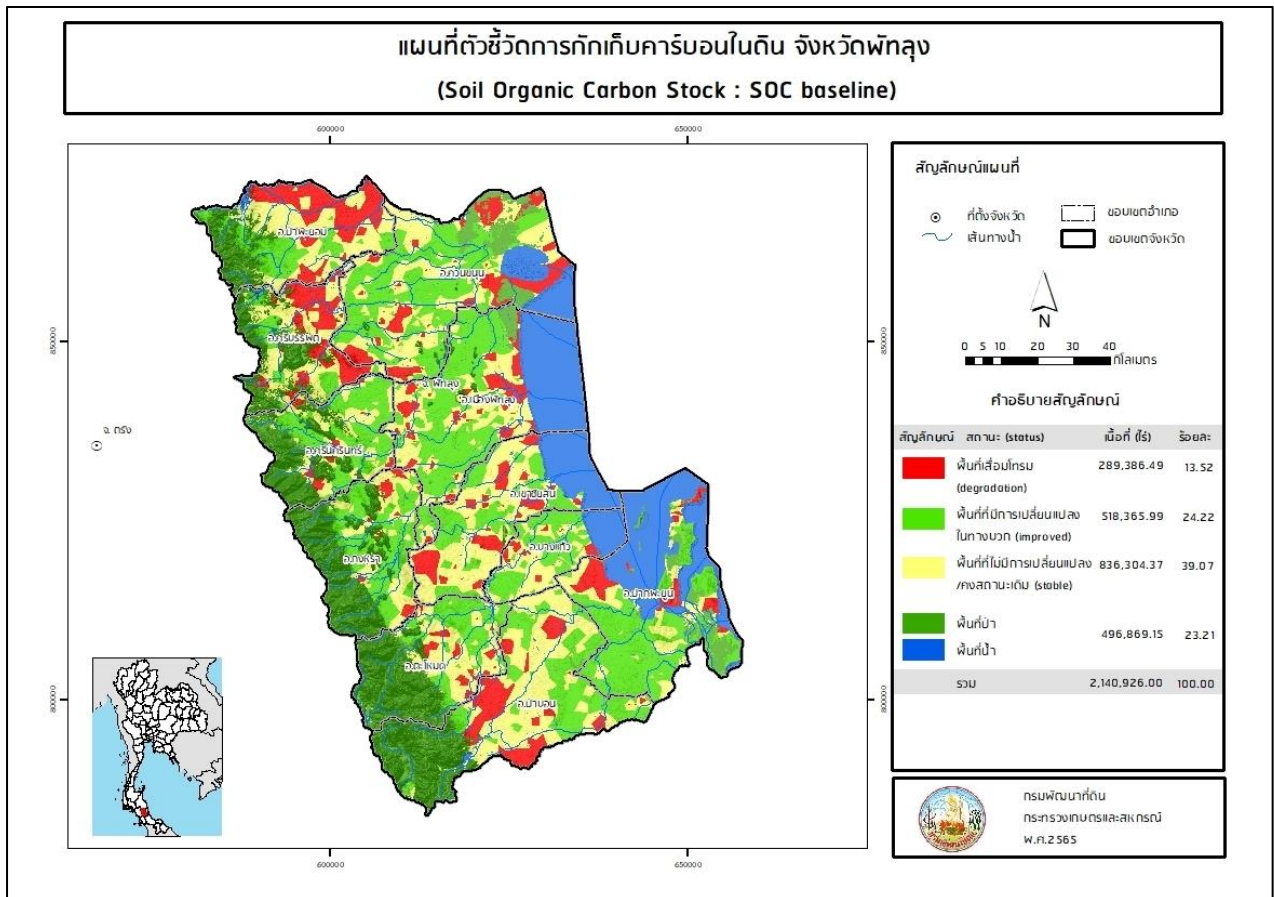 แผนที่ตัวชี้วัดการกักเก็บคาร์บอนในดิน จังหวัดพัทลุง
(Soil Organic Carbon Stock : SOC baseline)
600000
650000
850000
850000
800000
800000
600000
650000
อ.ป่าพะยอม
อ.ควนขนุน
อ.ศรีบรรพต
จ. พัทลุง
อ.เมืองพัทลุง
จ. ตรัง
อ.ศรีนครินทร์
อ.เขาชัยสน
อ.บางแก้ว
อ.กงหรา
อ.ปากพะยูน
อ.ตะโหมด
อ.ป่าบอน
สัญลักษณ์แผนที่
ที่ตั้งจังหวัด
ขอบเขตอำเภอ
เส้นทางน้ำ
ขอบเขตจังหวัด
N
0 5 10 20 30 40
กิโลเมตร
คำอธิบายสัญลักษณ์
สัญลักษณ์ สถานะ (status) เนื้อที่ (ไร่) ร้อยละ
พื้นที่เสื่อมโทรม 289,386.49 13.52
(degradation)
พื้นที่ที่มีการเปลี่ยนแปลง 518,365.99 24.22
ในทางบวก (improved)
พื้นที่ที่ไม่มีการเปลี่ยนแปลง 836,304.37 39.07
/คงสถานะเดิม (stable)
พื้นที่ป่า
496,869.15 23.21
พื้นที่น้ำ
รวม 2,140,926.00 100.00
กรมพัฒนาที่ดิน
กระทรวงเกษตรและสหกรณ์
พ.ศ.2565